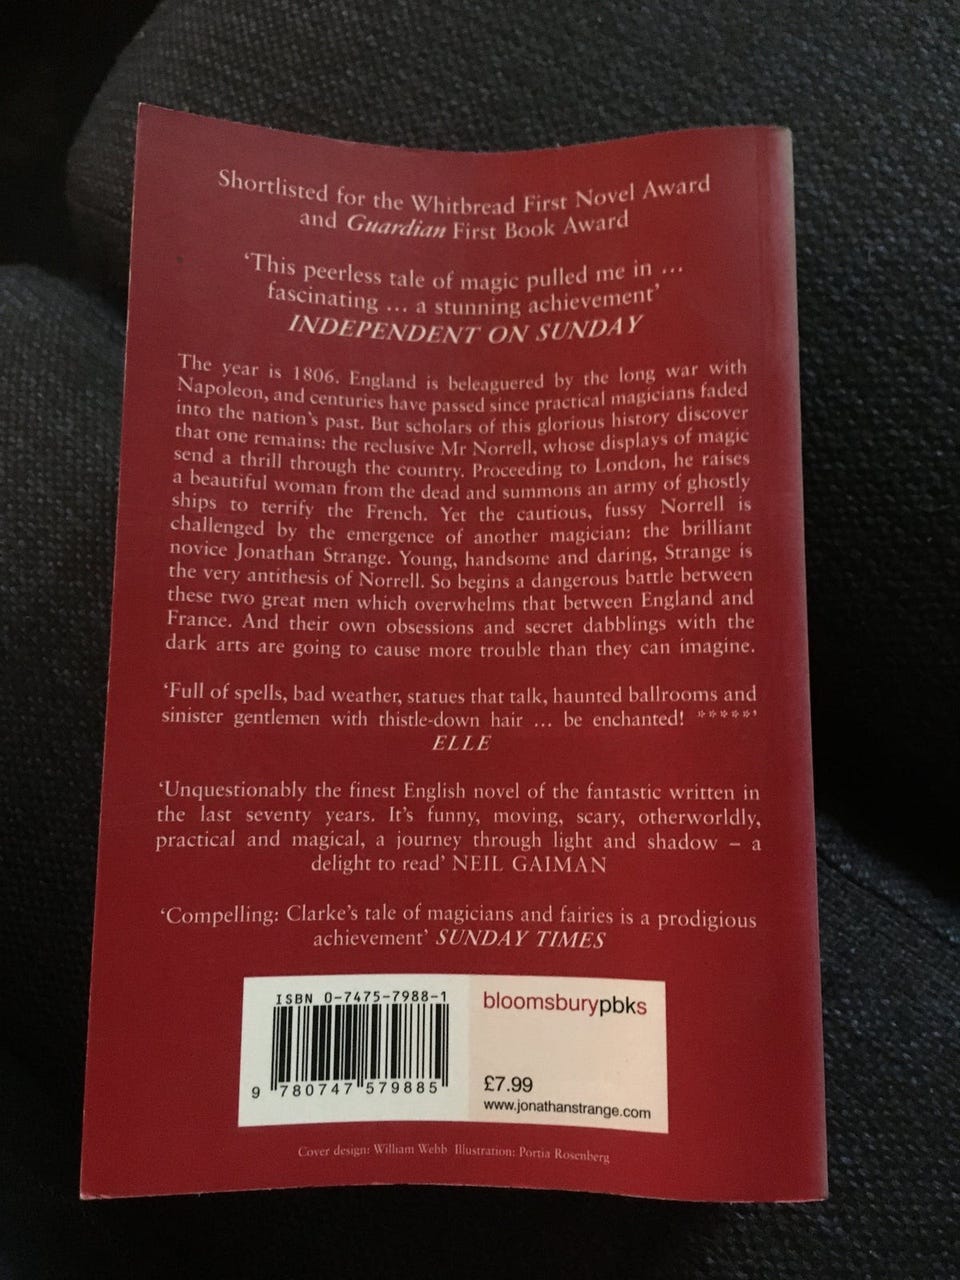 Shortlisted for the Whitbread First Novel Award
and Guardian First Book Award
‘This peerless tale of magic pulled me in ...
fascinating ... a stunning achievement’
INDEPENDENT ON SUNDAY
The year is 1806. England is beleaguered by the long war with
Napoleon, and centuries have passed since practical magicians faded
into the nation’s past. But scholars of this glorious history discover
that one remains: the reclusive Mr Norrell, whose displays of magic
send a thrill through the country. Proceeding to London, he raises
a beautiful woman from the dead and summons an army of ghostly
ships to terrify the French. Yet the cautious, fussy Norrell is
challenged by the emergence of another magician: the brilliant
novice Jonathan Strange. Young, handsome and daring, Strange is
the very antithesis of Norrell. So begins a dangerous battle between
these two great men which overwhelms that between England and
France. And their own obsessions and secret dabblings with the
dark arts are going to cause more trouble than they can imagine.
‘Full of spells, bad weather, statues that talk, haunted ballrooms and
sinister gentlemen with thistle-down hair ... be enchanted! *****’
ELLE
‘Unquestionably the finest English novel of the fantastic written in
the last seventy years. It’s funny, moving, scary, otherworldly,
practical and magical, a journey through light and shadow – a
delight to read’ NEIL GAIMAN
‘Compelling: Clarke’s tale of magicians and fairies is a prodigious
achievement’ SUNDAY TIMES
ISBN 0-7475-7988-1
9 780747 579885
bloomsburypbks
£7.99
www.jonathanstrange.com
Cover design: William Webb Illustration: Portia Rosenberg